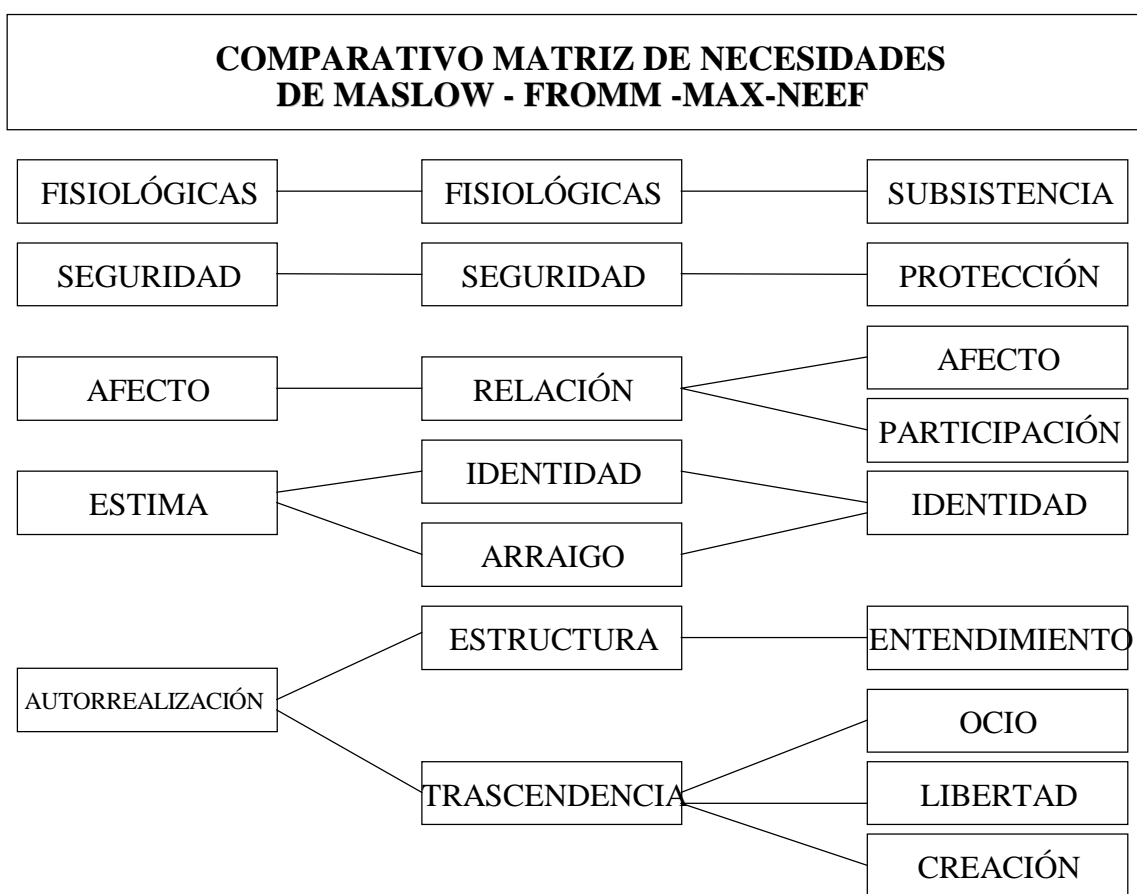 COMPARATIVO MATRIZ DE NECESIDADES
DE MASLOW - FROMM -MAX-NEEF
FISIOLÓGICAS
FISIOLÓGICAS
SUBSISTENCIA
SEGURIDAD
SEGURIDAD
PROTECCIÓN
AFECTO
RELACIÓN
AFECTO
PARTICIPACIÓN
ESTIMA
IDENTIDAD
ARRAIGO
IDENTIDAD
AUTORREALIZACIÓN
ESTRUCTURA
ENTENDIMIENTO
TRASCENDENCIA
OCIO
LIBERTAD
CREACIÓN